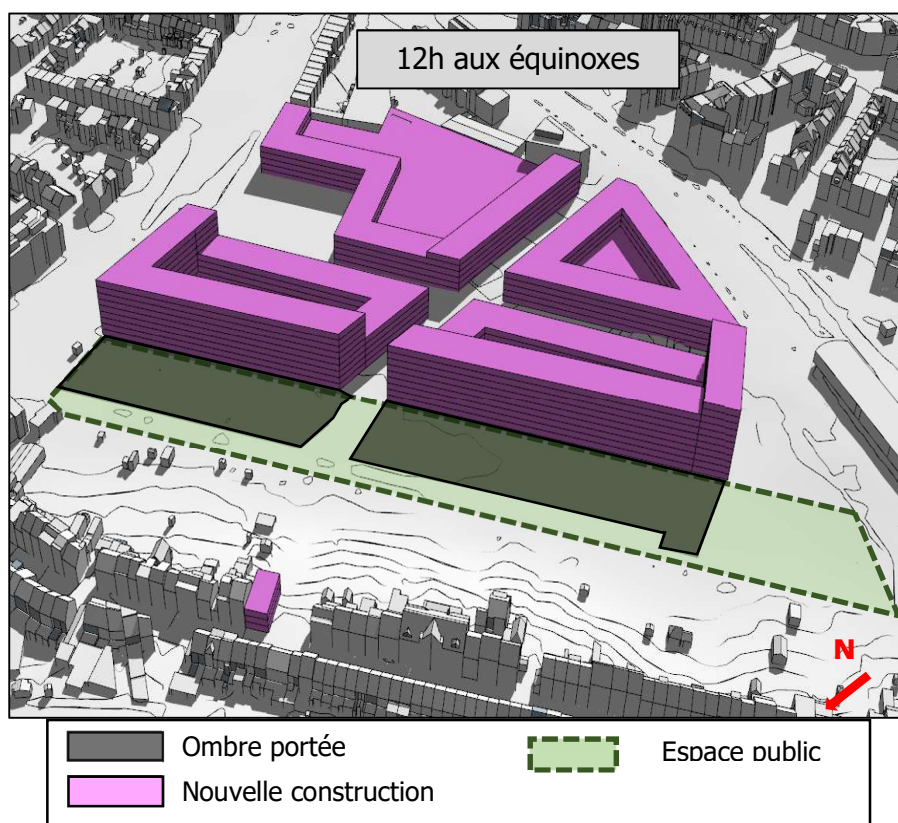 12h aux équinoxes
N
Ombre portée
Espace public
Nouvelle construction